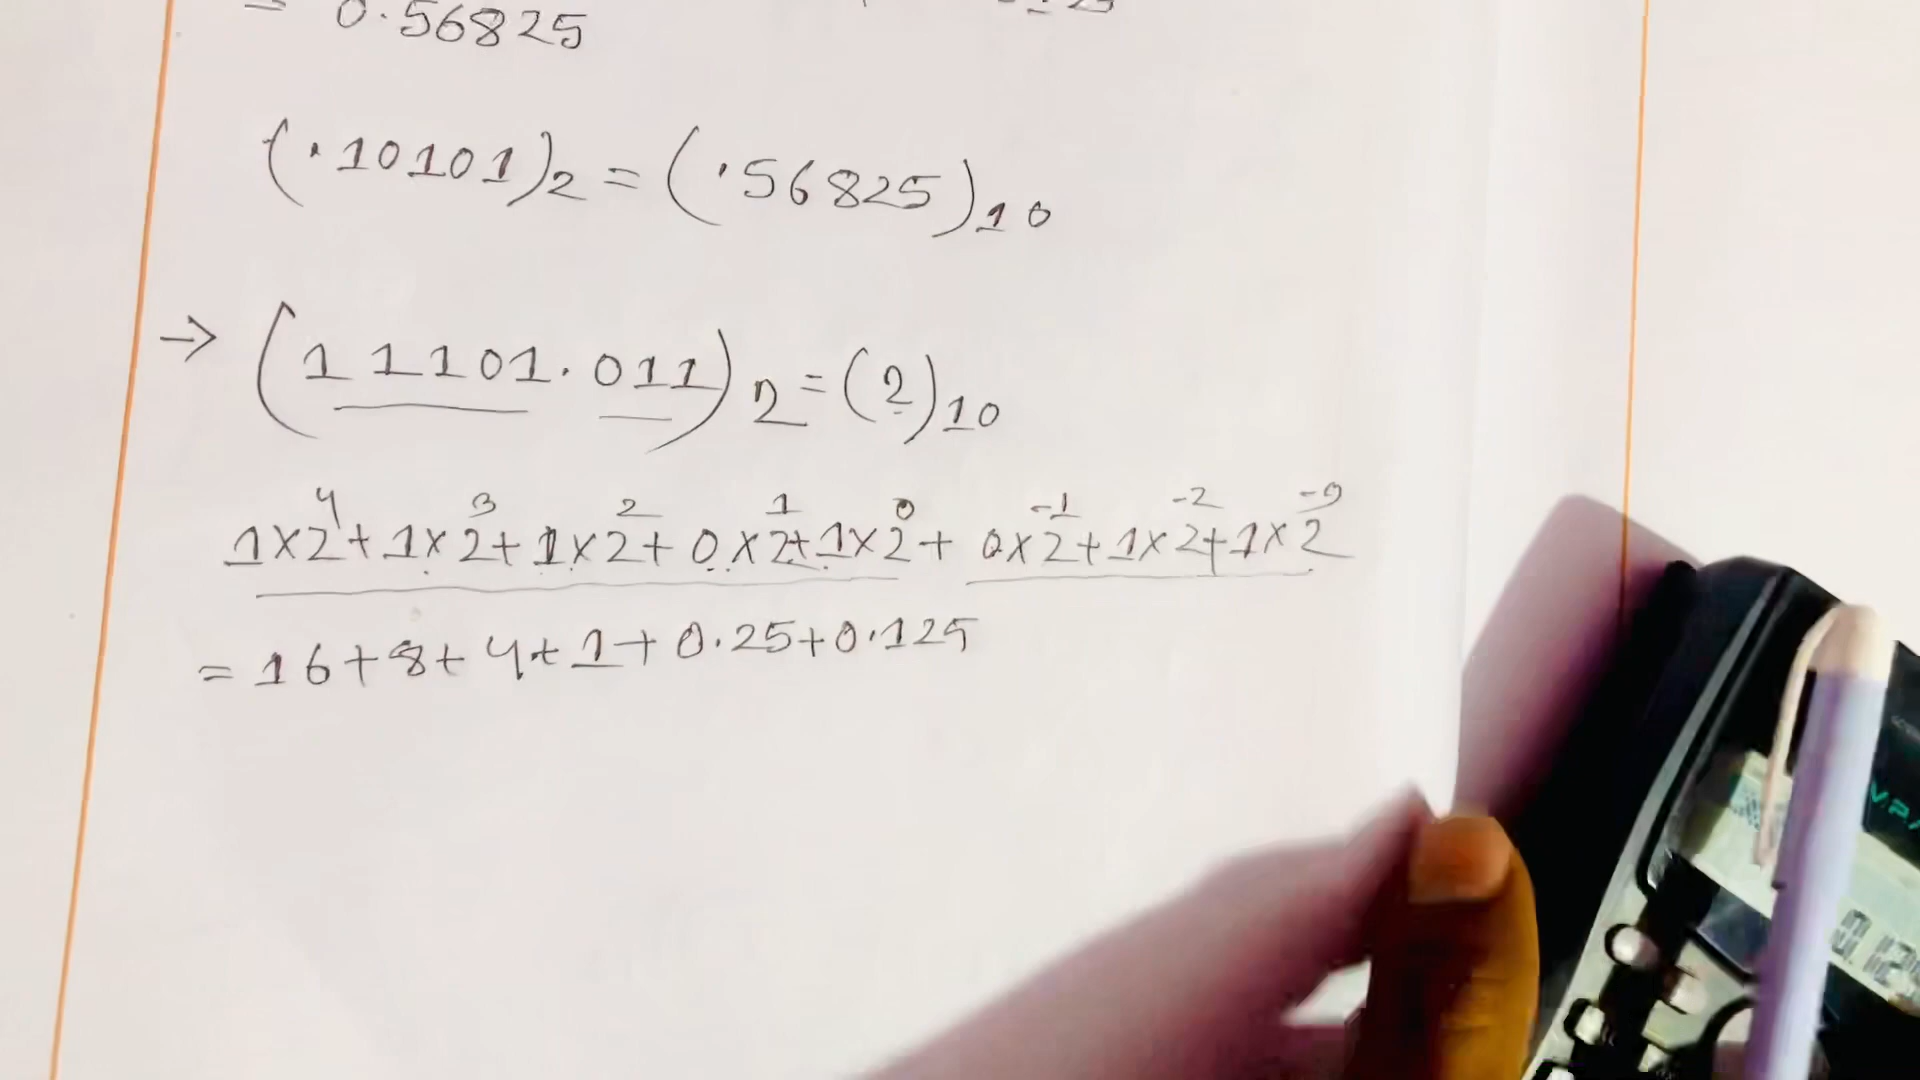 = 0.56825
(.10101)₂ = (.56825)₁₀
→ (11101.011)₂ = (?)₁₀
1×2⁴+1×2³+1×2²+0×2¹+1×2⁰+0×2⁻¹+1×2⁻²+1×2⁻³
= 16+8+4+1+0.25+0.125